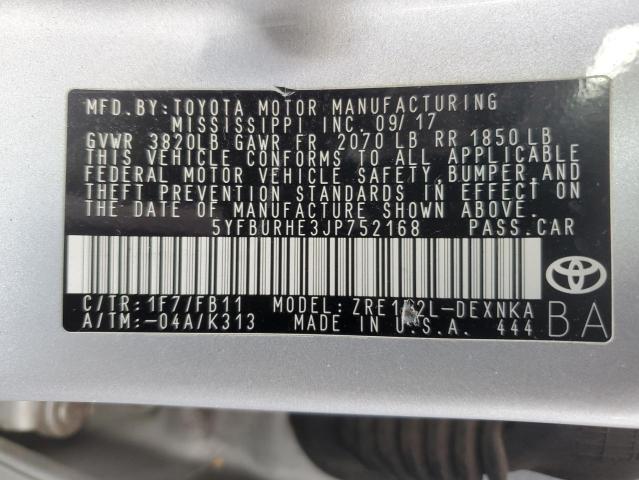 MFD. BY: TOYOTA MOTOR MANUFACTURING
MISSISSIPPI INC. 09/17
GVWR 3820LB GAWR FR 2070 LB RR 1850 LB
THIS VEHICLE CONFORMS TO ALL APPLICABLE
FEDERAL MOTOR VEHICLE SAFETY, BUMPER, AND
THEFT PREVENTION STANDARDS IN EFFECT ON
THE DATE OF MANUFACTURE SHOWN ABOVE.
5YFBURHE3JP752168 PASS. CAR
C/TR: 1F7/FB11 MODEL:
A/TM: -04A/K313 MADE IN U.S.A. 444
BA